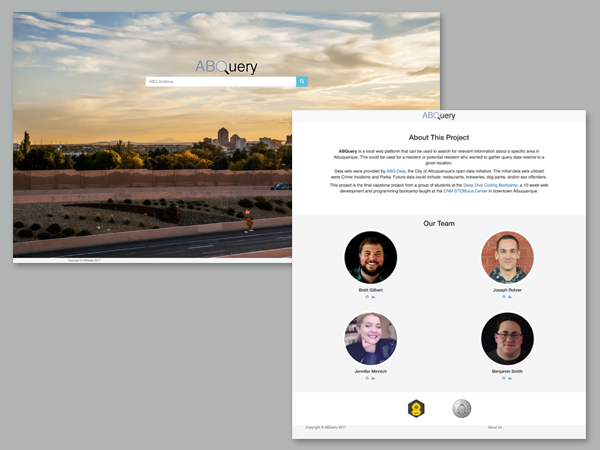 ABQuery
ABQ Address
Copyright © ABQuery 2017
ABQuery
About This Project
ABQuery is a local web platform that can be used to search for relevant information about a specific area in
Albuquerque. This could be used for a resident or potential resident who wanted to gather query data relative to a
given location.
Data sets were provided by ABQ Data, the City of Albuquerque's open data initiative. The initial data sets utilized
were Crime Incidents and Parks. Future data could include: restaurants, breweries, dog parks, and/or sex offenders.
This project is the final capstone project from a group of students at the Deep Dive Coding Bootcamp, a 10-week web
development and programming bootcamp taught at the CNM STEMulus Center in downtown Albuquerque.
Our Team
Brett Gilbert
Joseph Rohrer
Jennifer Minnich
Benjamin Smith
Copyright © ABQuery 2017
About Us